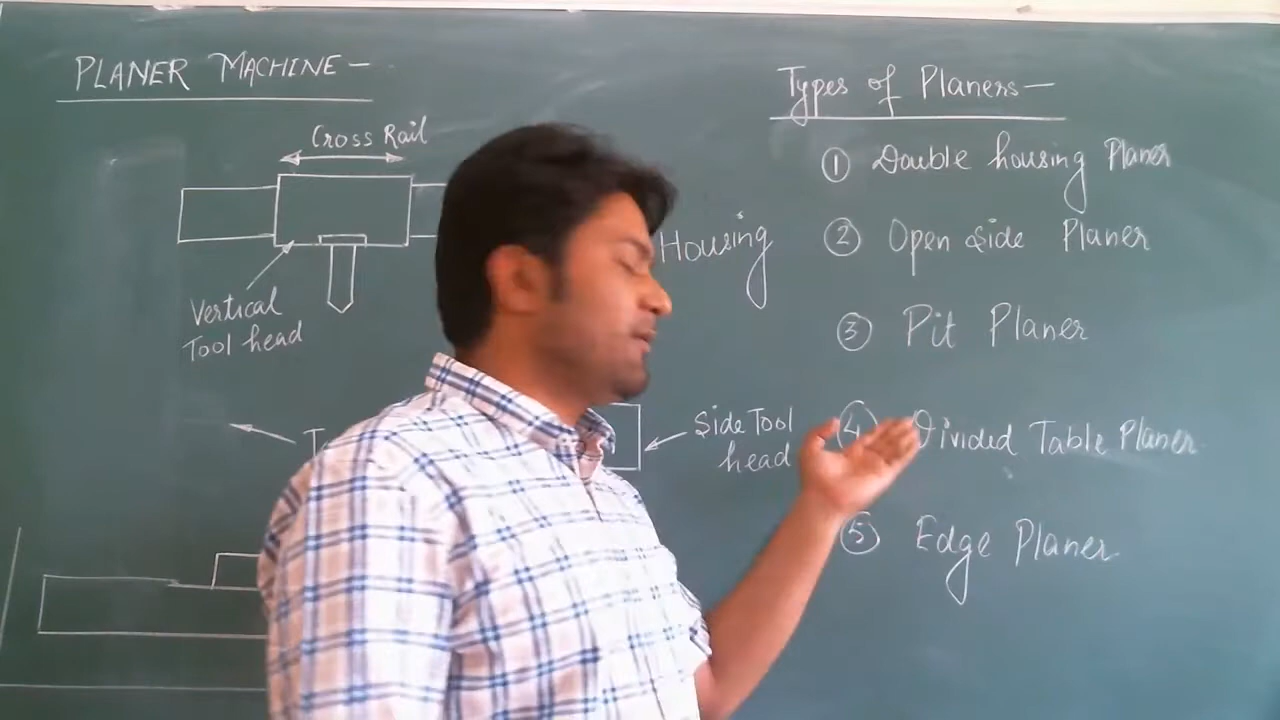 PLANER MACHINE -
Cross Rail
Vertical
Tool head
Housing
Side Tool
head
Types of Planers -
1 Double housing Planer
2 Open Side Planer
3 Pit Planer
4 Divided Table Planer
5 Edge Planer